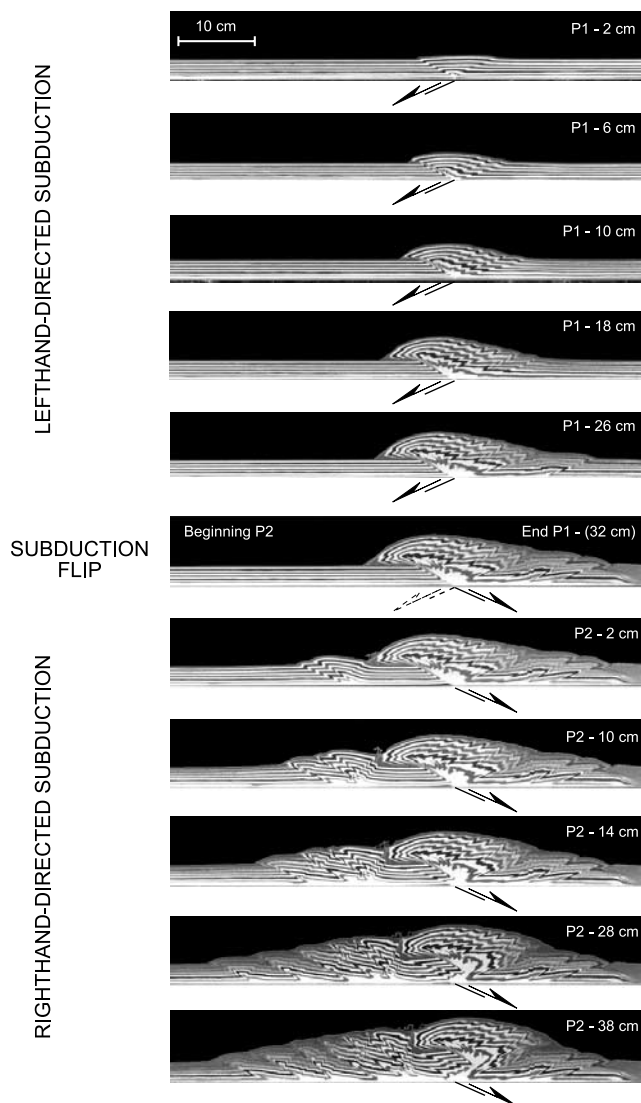 10 cm
P1 - 2 cm
LEFTHAND-DIRECTED SUBDUCTION
P1 - 6 cm
P1 - 10 cm
P1 - 18 cm
P1 - 26 cm
SUBDUCTION
FLIP
Beginning P2
End P1 - (32 cm)
RIGHTHAND-DIRECTED SUBDUCTION
P2 - 2 cm
P2 - 10 cm
P2 - 14 cm
P2 - 28 cm
P2 - 38 cm